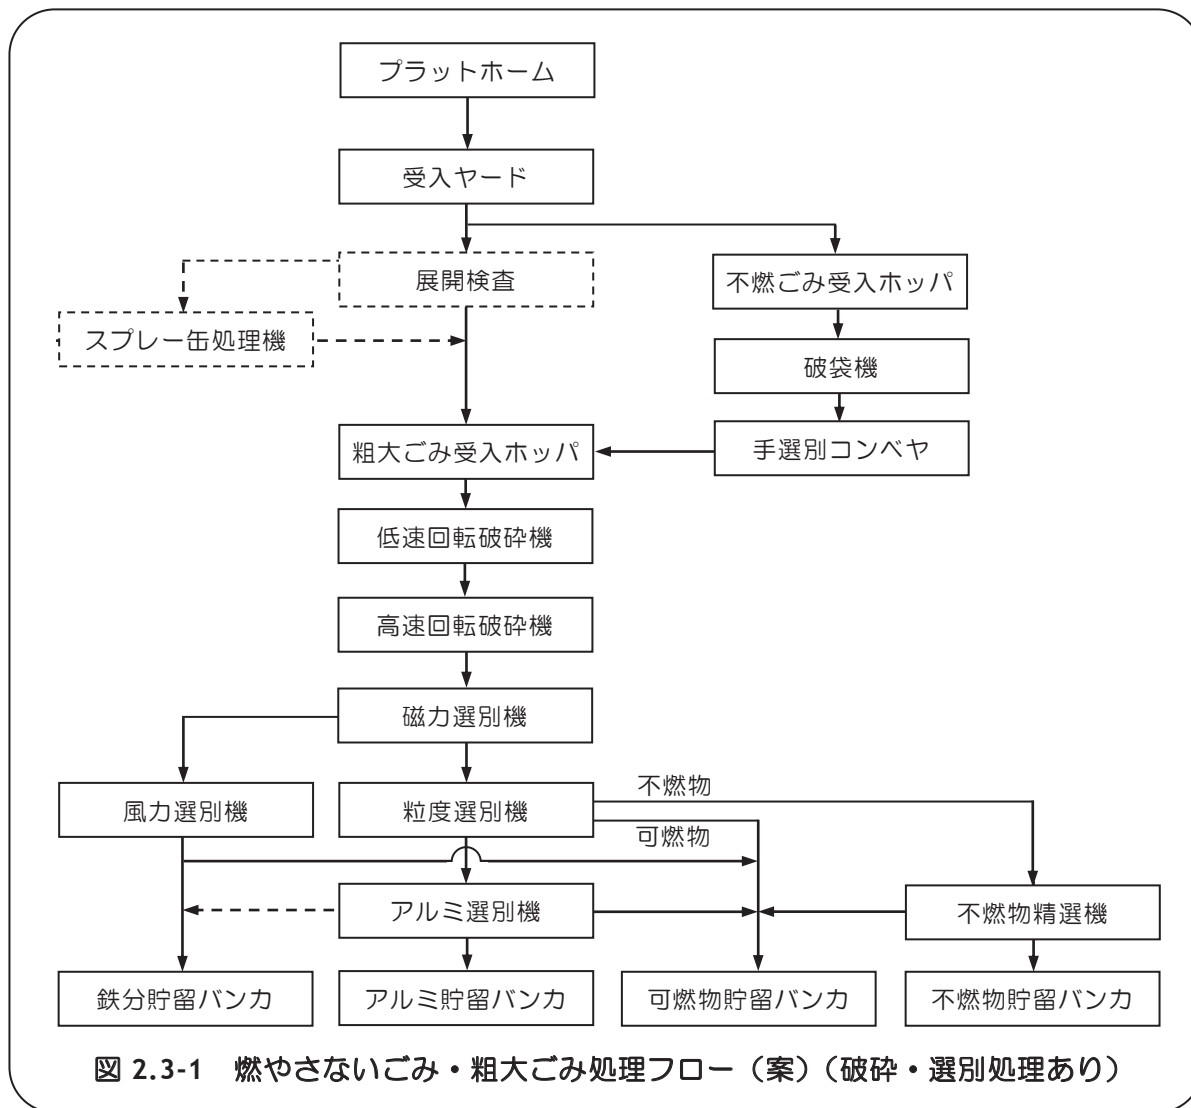 プラットホーム
受入ヤード
展開検査
不燃ごみ受入ホッパ
スプレー缶処理機
破袋機
粗大ごみ受入ホッパ
手選別コンベヤ
低速回転破砕機
高速回転破砕機
磁力選別機
風力選別機
粒度選別機
不燃物
可燃物
アルミ選別機
不燃物精選機
鉄分貯留バンカ
アルミ貯留バンカ
可燃物貯留バンカ
不燃物貯留バンカ
図 2.3-1 燃やさないごみ・粗大ごみ処理フロー（案）（破砕・選別処理あり）